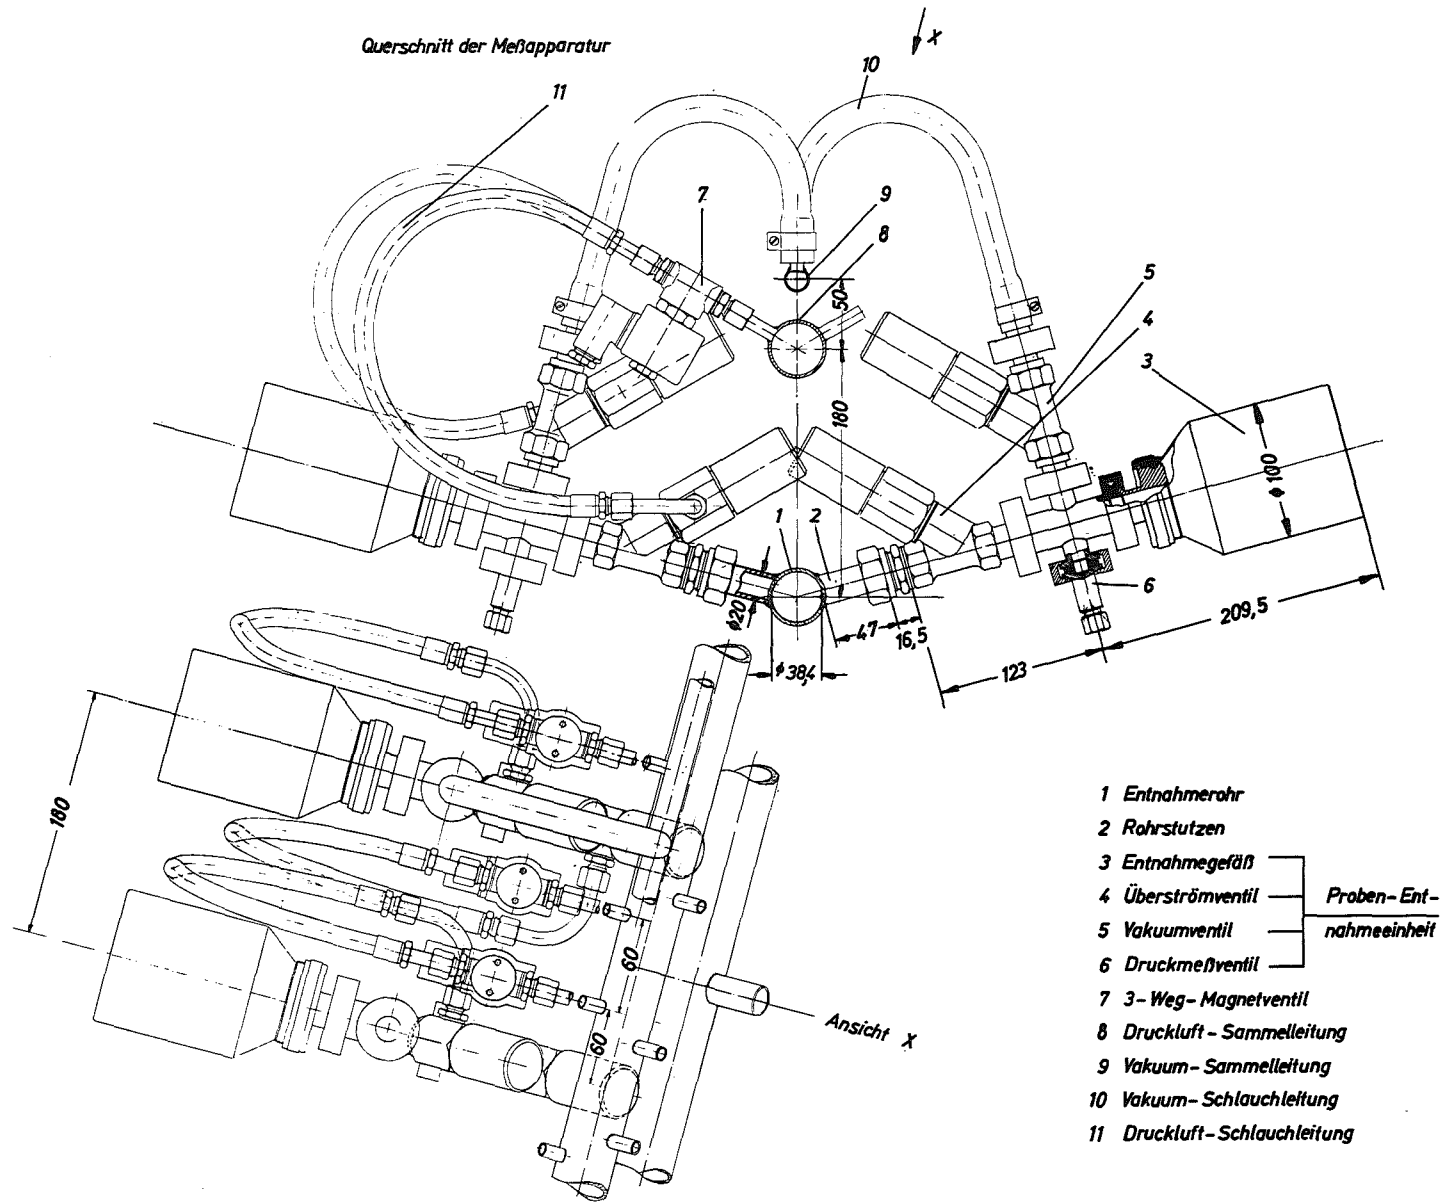 Querschnitt der Meßapparatur
X
11
10
7
9
8
5
4
3
50
180
1
2
ϕ 100
6
ϕ20
47
16,5
ϕ 38,4
123
209,5
180
60
60
Ansicht X
1 Entnahmerohr
2 Rohrstutzen
3 Entnahmegefäß
4 Überströmventil
5 Vakuumventil
6 Druckmeßventil
Proben-Ent-
nahmeeinheit
7 3-Weg-Magnetventil
8 Druckluft-Sammelleitung
9 Vakuum-Sammelleitung
10 Vakuum-Schlauchleitung
11 Druckluft-Schlauchleitung